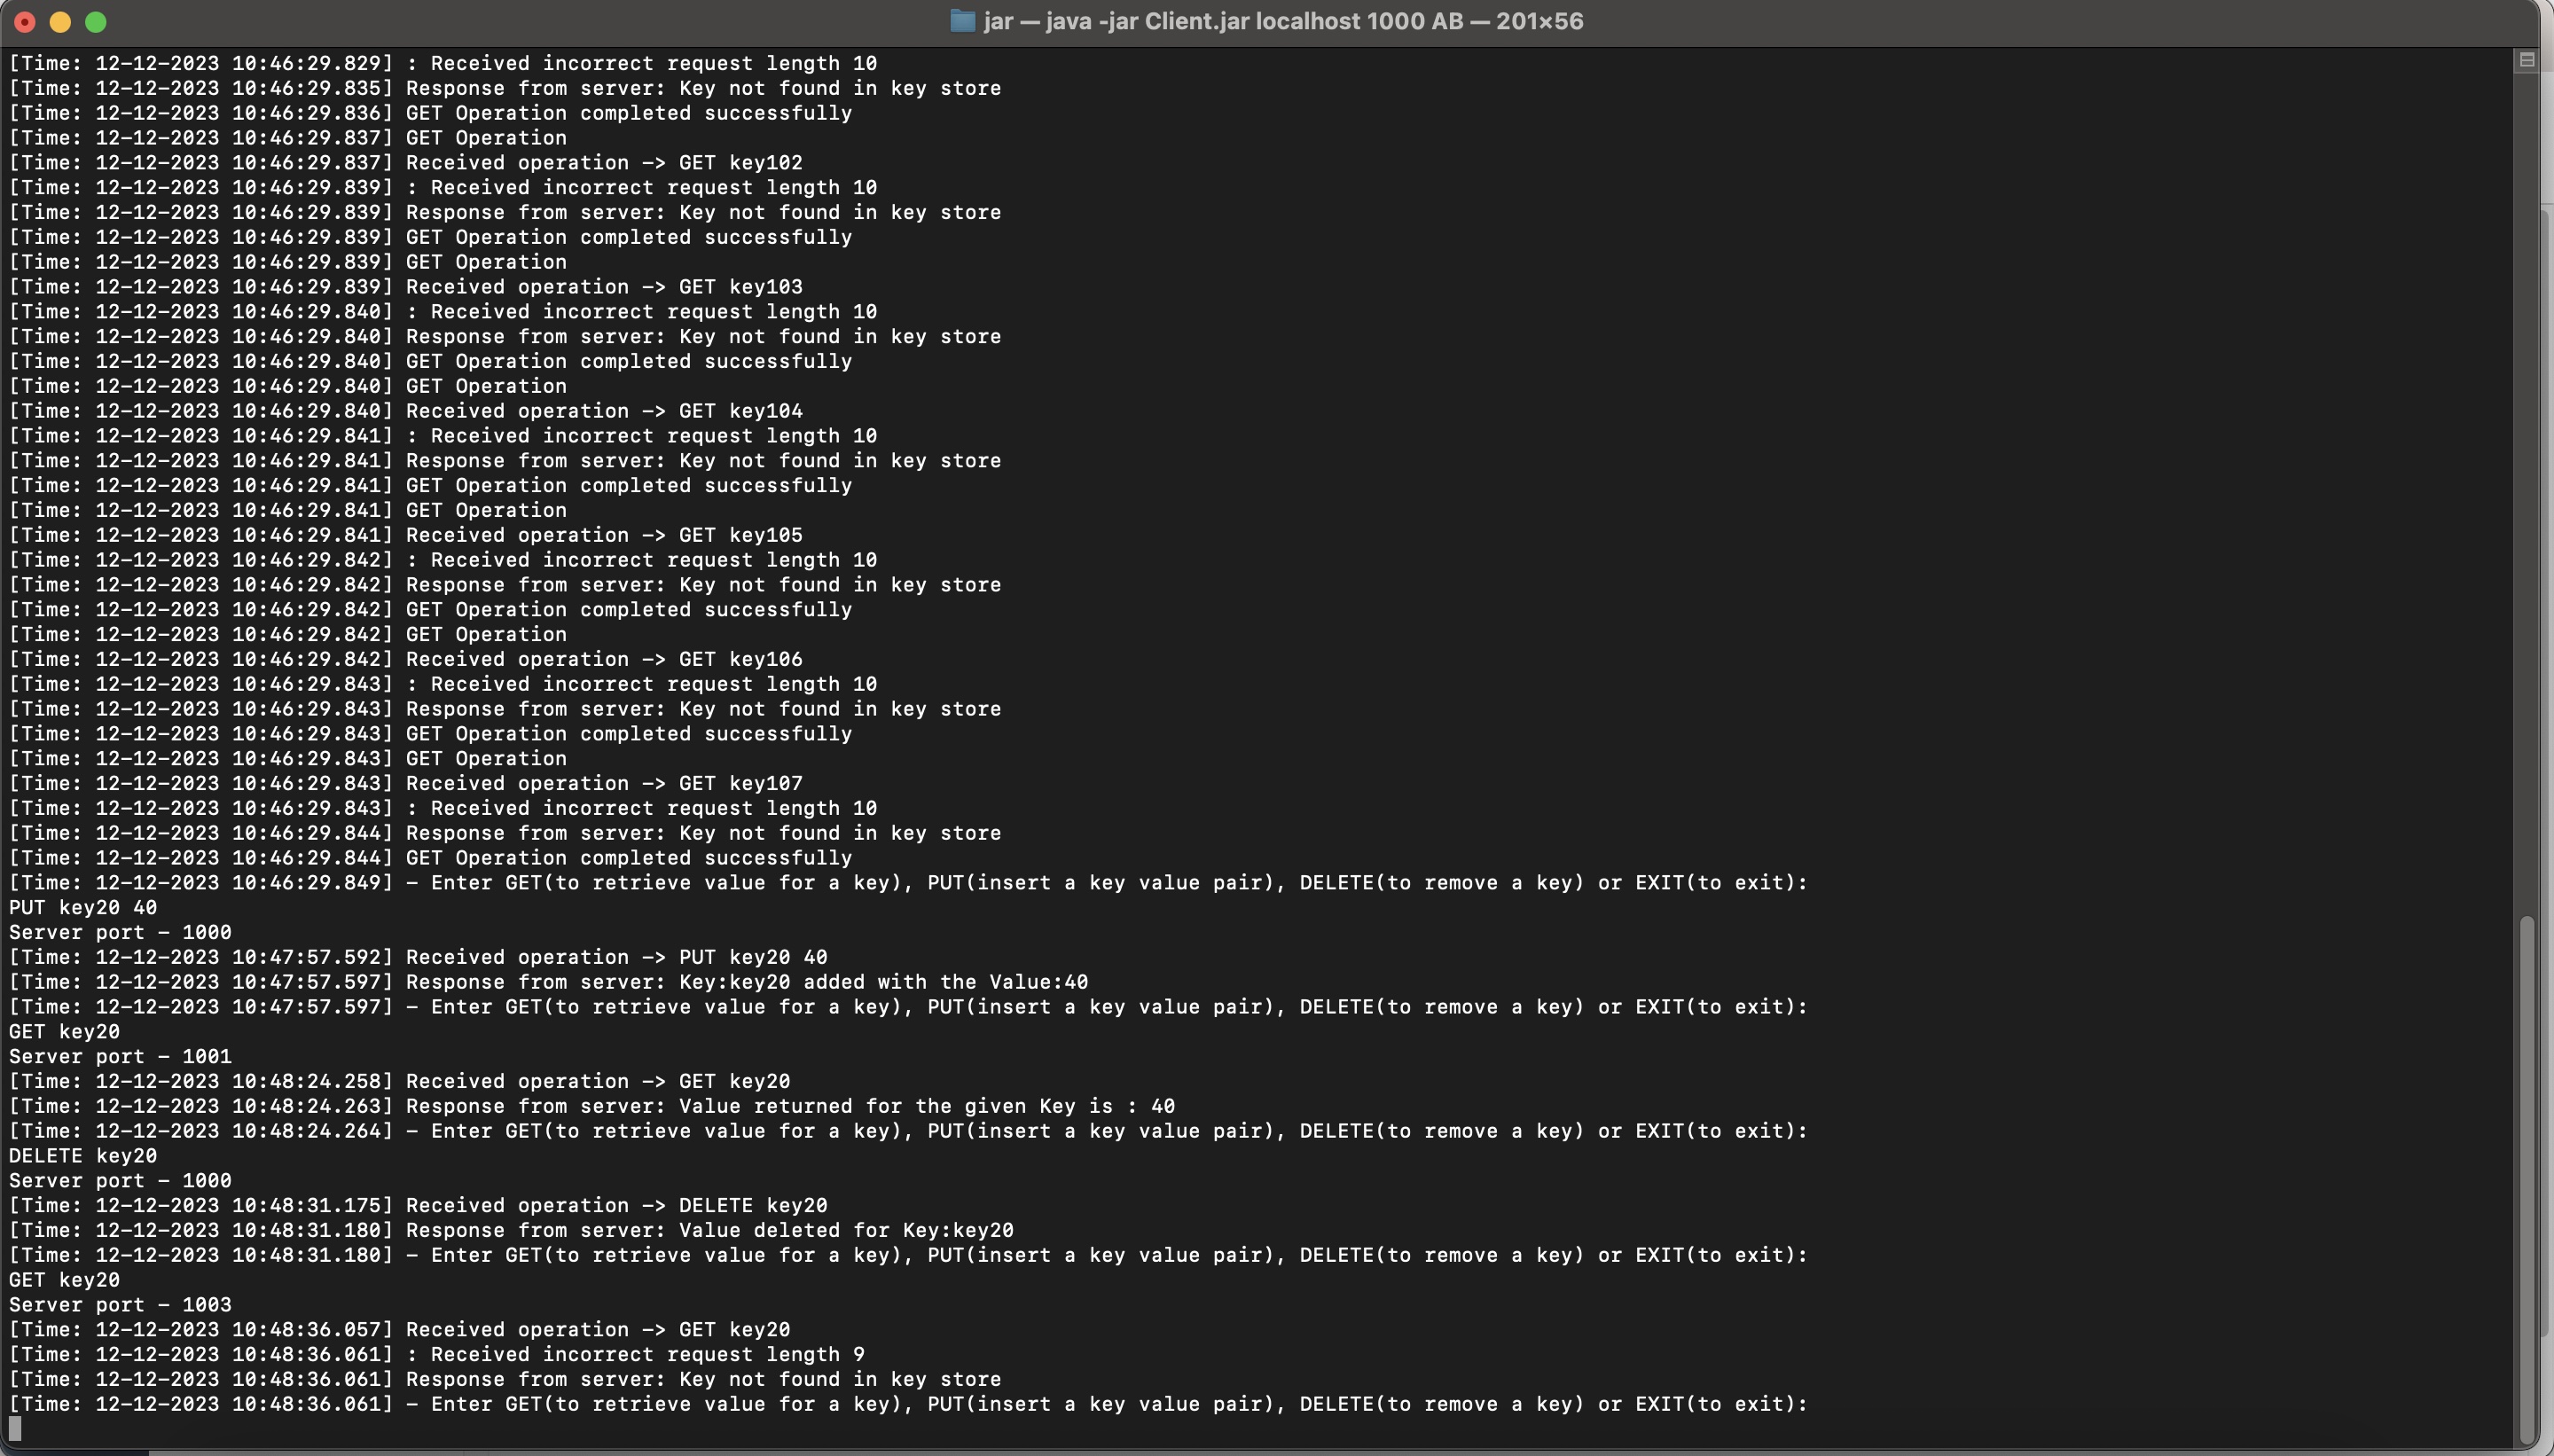 jar — java -jar Client.jar localhost 1000 AB — 201×56
[Time: 12-12-2023 10:46:29.829] : Received incorrect request length 10
[Time: 12-12-2023 10:46:29.835] Response from server: Key not found in key store
[Time: 12-12-2023 10:46:29.836] GET Operation completed successfully
[Time: 12-12-2023 10:46:29.837] GET Operation
[Time: 12-12-2023 10:46:29.837] Received operation -> GET key102
[Time: 12-12-2023 10:46:29.839] : Received incorrect request length 10
[Time: 12-12-2023 10:46:29.839] Response from server: Key not found in key store
[Time: 12-12-2023 10:46:29.839] GET Operation completed successfully
[Time: 12-12-2023 10:46:29.839] GET Operation
[Time: 12-12-2023 10:46:29.839] Received operation -> GET key103
[Time: 12-12-2023 10:46:29.840] : Received incorrect request length 10
[Time: 12-12-2023 10:46:29.840] Response from server: Key not found in key store
[Time: 12-12-2023 10:46:29.840] GET Operation completed successfully
[Time: 12-12-2023 10:46:29.840] GET Operation
[Time: 12-12-2023 10:46:29.840] Received operation -> GET key104
[Time: 12-12-2023 10:46:29.841] : Received incorrect request length 10
[Time: 12-12-2023 10:46:29.841] Response from server: Key not found in key store
[Time: 12-12-2023 10:46:29.841] GET Operation completed successfully
[Time: 12-12-2023 10:46:29.841] GET Operation
[Time: 12-12-2023 10:46:29.841] Received operation -> GET key105
[Time: 12-12-2023 10:46:29.842] : Received incorrect request length 10
[Time: 12-12-2023 10:46:29.842] Response from server: Key not found in key store
[Time: 12-12-2023 10:46:29.842] GET Operation completed successfully
[Time: 12-12-2023 10:46:29.842] GET Operation
[Time: 12-12-2023 10:46:29.842] Received operation -> GET key106
[Time: 12-12-2023 10:46:29.843] : Received incorrect request length 10
[Time: 12-12-2023 10:46:29.843] Response from server: Key not found in key store
[Time: 12-12-2023 10:46:29.843] GET Operation completed successfully
[Time: 12-12-2023 10:46:29.843] GET Operation
[Time: 12-12-2023 10:46:29.843] Received operation -> GET key107
[Time: 12-12-2023 10:46:29.843] : Received incorrect request length 10
[Time: 12-12-2023 10:46:29.844] Response from server: Key not found in key store
[Time: 12-12-2023 10:46:29.844] GET Operation completed successfully
[Time: 12-12-2023 10:46:29.849] - Enter GET(to retrieve value for a key), PUT(insert a key value pair), DELETE(to remove a key) or EXIT(to exit):
PUT key20 40
Server port - 1000
[Time: 12-12-2023 10:47:57.592] Received operation -> PUT key20 40
[Time: 12-12-2023 10:47:57.597] Response from server: Key:key20 added with the Value:40
[Time: 12-12-2023 10:47:57.597] - Enter GET(to retrieve value for a key), PUT(insert a key value pair), DELETE(to remove a key) or EXIT(to exit):
GET key20
Server port - 1001
[Time: 12-12-2023 10:48:24.258] Received operation -> GET key20
[Time: 12-12-2023 10:48:24.263] Response from server: Value returned for the given Key is : 40
[Time: 12-12-2023 10:48:24.264] - Enter GET(to retrieve value for a key), PUT(insert a key value pair), DELETE(to remove a key) or EXIT(to exit):
DELETE key20
Server port - 1000
[Time: 12-12-2023 10:48:31.175] Received operation -> DELETE key20
[Time: 12-12-2023 10:48:31.180] Response from server: Value deleted for Key:key20
[Time: 12-12-2023 10:48:31.180] - Enter GET(to retrieve value for a key), PUT(insert a key value pair), DELETE(to remove a key) or EXIT(to exit):
GET key20
Server port - 1003
[Time: 12-12-2023 10:48:36.057] Received operation -> GET key20
[Time: 12-12-2023 10:48:36.061] : Received incorrect request length 9
[Time: 12-12-2023 10:48:36.061] Response from server: Key not found in key store
[Time: 12-12-2023 10:48:36.061] - Enter GET(to retrieve value for a key), PUT(insert a key value pair), DELETE(to remove a key) or EXIT(to exit):